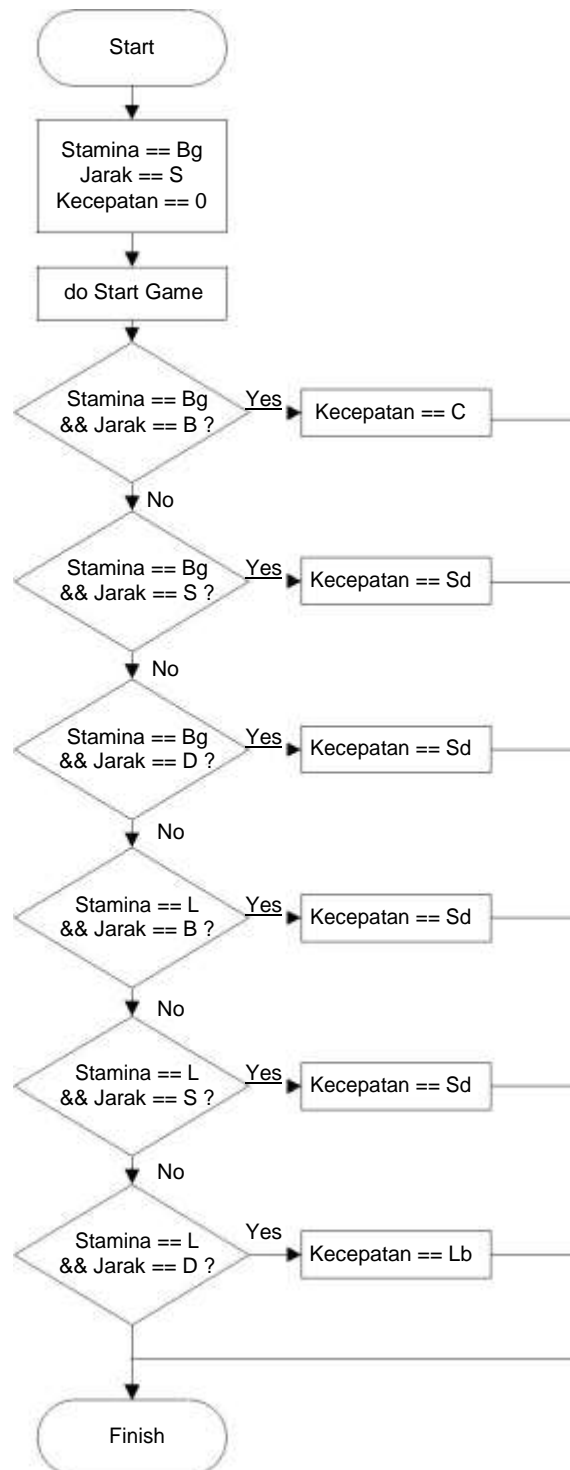 Start
Stamina == Bg
Jarak == S
Kecepatan == 0
do Start Game
Stamina == Bg
&& Jarak == B ?
Yes
Kecepatan == C
No
Stamina == Bg
&& Jarak == S ?
Yes
Kecepatan == Sd
No
Stamina == Bg
&& Jarak == D ?
Yes
Kecepatan == Sd
No
Stamina == L
&& Jarak == B ?
Yes
Kecepatan == Sd
No
Stamina == L
&& Jarak == S ?
Yes
Kecepatan == Sd
No
Stamina == L
&& Jarak == D ?
Yes
Kecepatan == Lb
Finish